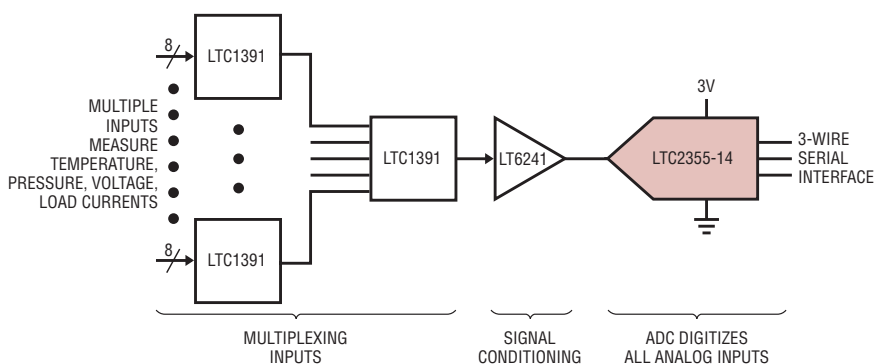 8
LTC1391
MULTIPLE
INPUTS
MEASURE
TEMPERATURE,
PRESSURE, VOLTAGE,
LOAD CURRENTS
8
LTC1391
LTC1391
LT6241
3V
LTC2355-14
3-WIRE
SERIAL
INTERFACE
MULTIPLEXING
INPUTS
SIGNAL
CONDITIONING
ADC DIGITIZES
ALL ANALOG INPUTS